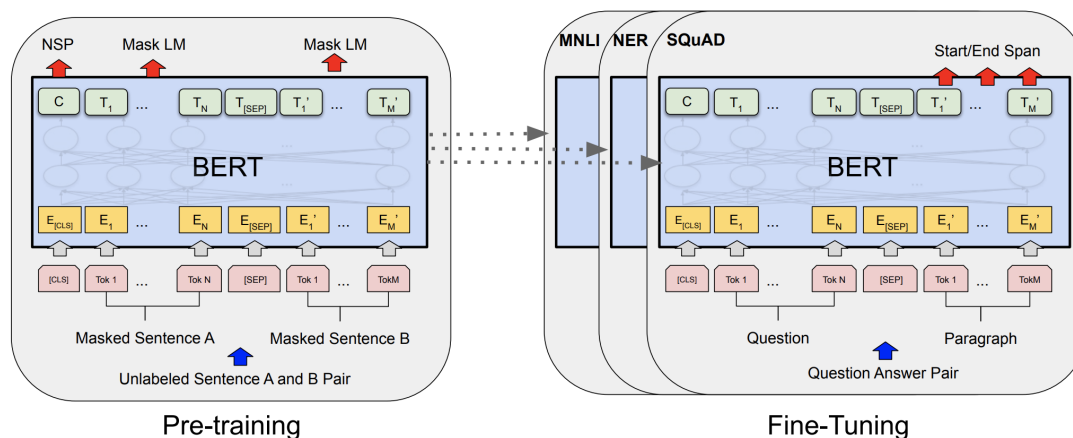 NSP Mask LM Mask LM
C T1 ... TN T[SEP] T1' ... TM'
...
BERT
...
E[CLS] E1 ... EN E[SEP] E1' ... EM'
[CLS] Tok 1 ... Tok N [SEP] Tok 1 ... TokM
Masked Sentence A Masked Sentence B
Unlabeled Sentence A and B Pair
Pre-training
MNLI NER SQuAD
Start/End Span
C T1 ... TN T[SEP] T1' ... TM'
...
BERT
...
E[CLS] E1 ... EN E[SEP] E1' ... EM'
[CLS] Tok 1 ... Tok N [SEP] Tok 1 ... TokM
Question Paragraph
Question Answer Pair
Fine-Tuning